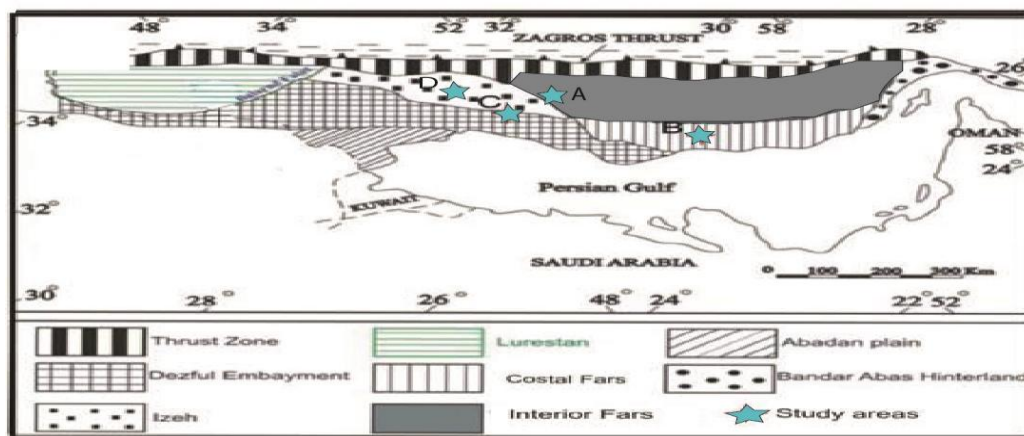 48° 34° 52° 32° 30° 58° 28°
ZAGROS THRUST
26
D
A
C
34°
B
OMAN
58°
24°
Persian Gulf
32°
KUWAIT
SAUDI ARABIA
0 100 200 300 Km
30° 28° 26° 48° 24° 22° 52°
Thrust Zone Lurestan Abadan plain
Dezful Embayment Costal Fars Bandar Abas Hinterland
Izeh Interior Fars Study areas